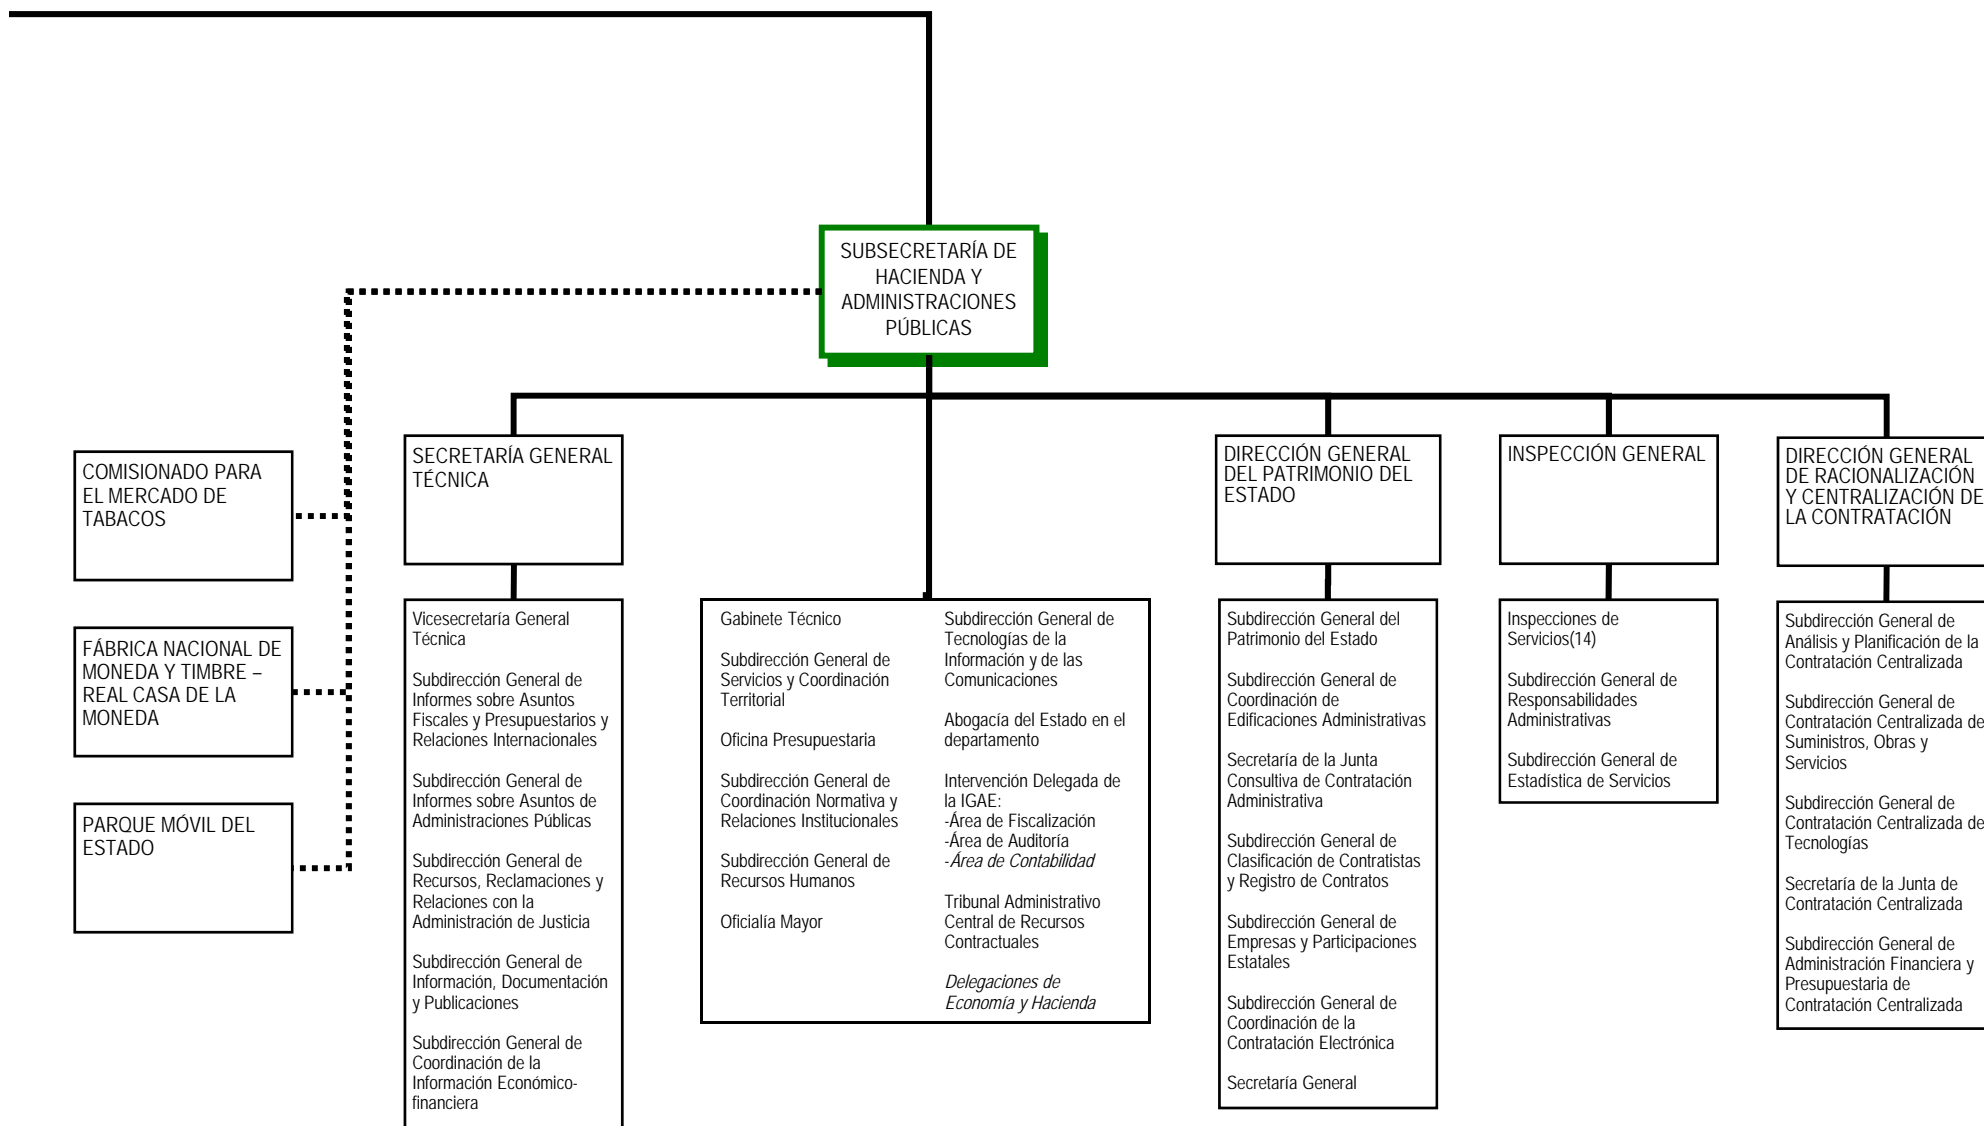 SUBSECRETARÍA DE
HACIENDA Y
ADMINISTRACIONES
PÚBLICAS
COMISIONADO PARA
EL MERCADO DE
TABACOS
FÁBRICA NACIONAL DE
MONEDA Y TIMBRE –
REAL CASA DE LA
MONEDA
PARQUE MÓVIL DEL
ESTADO
SECRETARÍA GENERAL
TÉCNICA
Vicesecretaría General
Técnica
Subdirección General de
Informes sobre Asuntos
Fiscales y Presupuestarios y
Relaciones Internacionales
Subdirección General de
Informes sobre Asuntos de
Administraciones Públicas
Subdirección General de
Recursos, Reclamaciones y
Relaciones con la
Administración de Justicia
Subdirección General de
Información, Documentación
y Publicaciones
Subdirección General de
Coordinación de la
Información Económico-
financiera
Gabinete Técnico
Subdirección General de
Servicios y Coordinación
Territorial
Oficina Presupuestaria
Subdirección General de
Coordinación Normativa y
Relaciones Institucionales
Subdirección General de
Recursos Humanos
Oficialía Mayor
Subdirección General de
Tecnologías de la
Información y de las
Comunicaciones
Abogacía del Estado en el
departamento
Intervención Delegada de
la IGAE:
-Área de Fiscalización
-Área de Auditoría
-Área de Contabilidad
Tribunal Administrativo
Central de Recursos
Contractuales
Delegaciones de
Economía y Hacienda
DIRECCIÓN GENERAL
DEL PATRIMONIO DEL
ESTADO
Subdirección General del
Patrimonio del Estado
Subdirección General de
Coordinación de
Edificaciones Administrativas
Secretaría de la Junta
Consultiva de Contratación
Administrativa
Subdirección General de
Clasificación de Contratistas
y Registro de Contratos
Subdirección General de
Empresas y Participaciones
Estatales
Subdirección General de
Coordinación de la
Contratación Electrónica
Secretaría General
INSPECCIÓN GENERAL
Inspecciones de
Servicios(14)
Subdirección General de
Responsabilidades
Administrativas
Subdirección General de
Estadística de Servicios
DIRECCIÓN GENERAL
DE RACIONALIZACIÓN
Y CENTRALIZACIÓN DE
LA CONTRATACIÓN
Subdirección General de
Análisis y Planificación de la
Contratación Centralizada
Subdirección General de
Contratación Centralizada de
Suministros, Obras y
Servicios
Subdirección General de
Contratación Centralizada de
Tecnologías
Secretaría de la Junta de
Contratación Centralizada
Subdirección General de
Administración Financiera y
Presupuestaria de
Contratación Centralizada